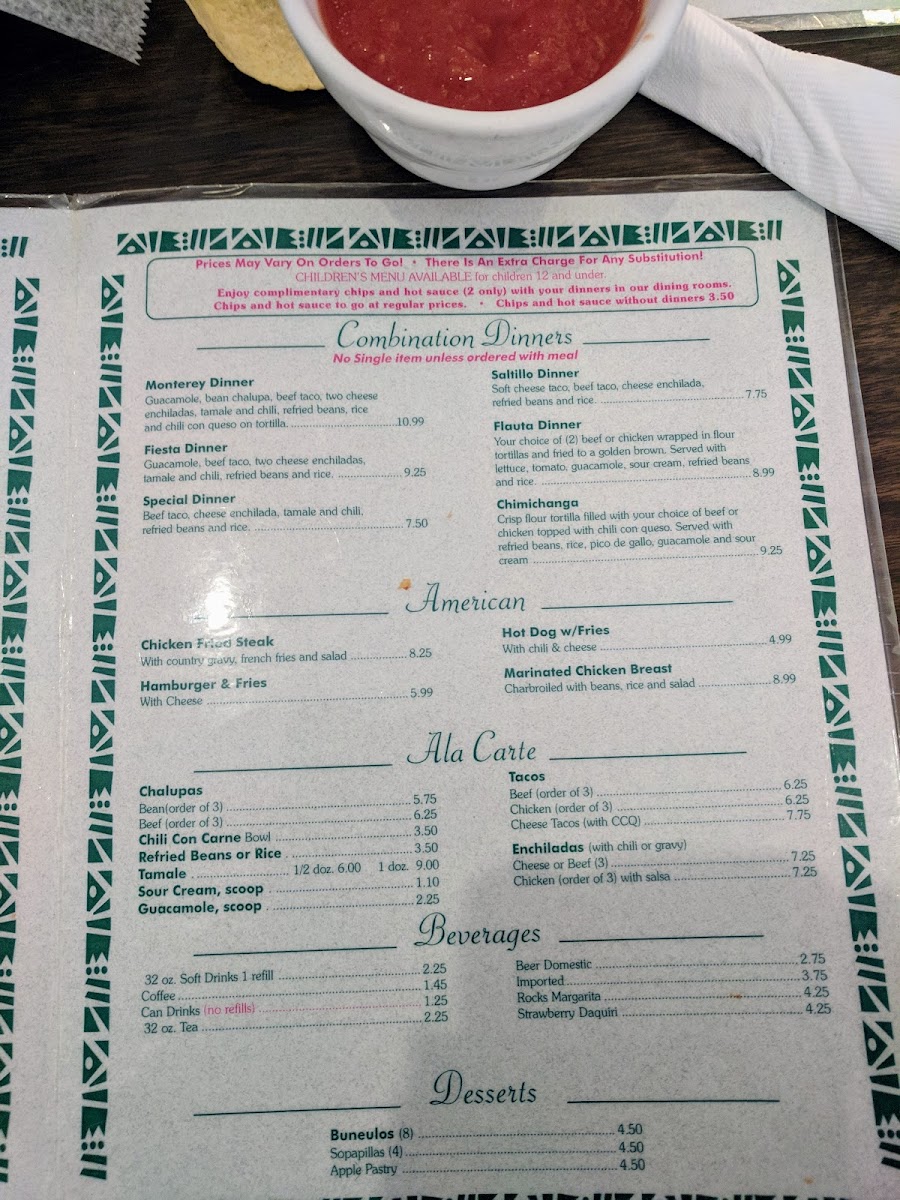 Prices May Vary On Orders To Go! • There Is An Extra Charge For Any Substitution!
CHILDREN'S MENU AVAILABLE for children 12 and under.
Enjoy complimentary chips and hot sauce (2 only) with your dinners in our dining rooms.
Chips and hot sauce to go at regular prices. • Chips and hot sauce without dinners 3.50
Combination Dinners
No Single item unless ordered with meal
Monterey Dinner
Guacamole, bean chalupa, beef taco, two cheese
enchiladas, tamale and chili, refried beans, rice
and chili con queso on tortilla. 10.99
Fiesta Dinner
Guacamole, beef taco, two cheese enchiladas,
tamale and chili, refried beans, rice. 9.25
Special Dinner
Beef taco, cheese enchilada, tamale and chili,
refried beans and rice. 7.50
Saltillo Dinner
Soft cheese taco, beef taco, cheese enchilada,
refried beans and rice. 7.75
Flauta Dinner
Your choice of (2) beef or chicken wrapped in flour
tortillas and fried to a golden brown. Served with
lettuce, tomato, guacamole, sour cream, refried beans
and rice. 8.99
Chimichanga
Crisp flour tortilla filled with your choice of beef or
chicken topped with chili con queso. Served with
refried beans, rice, pico de gallo, guacamole and sour
cream 9.25
American
Chicken Fried Steak
With country gravy, french fries and salad 8.25
Hamburger & Fries
With Cheese 5.99
Hot Dog w/Fries
With chili & cheese 4.99
Marinated Chicken Breast
Charbroiled with beans, rice and salad 8.99
Ala Carte
Chalupas
Bean(order of 3) 5.75
Beef (order of 3) 6.25
Chili Con Carne Bowl 3.50
Refried Beans or Rice 3.50
Tamale 1/2 doz. 6.00 1 doz. 9.00
Sour Cream, scoop 1.10
Guacamole, scoop 2.25
Tacos
Beef (order of 3) 6.25
Chicken (order of 3) 6.25
Cheese Tacos (with CCQ) 7.75
Enchiladas (with chili or gravy)
Cheese or Beef (3) 7.25
Chicken (order of 3) with salsa 7.25
Beverages
32 oz. Soft Drinks 1 refill 2.25
Coffee 1.45
Can Drinks (no refills) 1.25
32 oz. Tea 2.25
Beer Domestic 2.75
Imported 3.75
Rocks Margarita 4.25
Strawberry Daquiri 4.25
Desserts
Bunuelos (8) 4.50
Sopapillas (4) 4.50
Apple Pastry 4.50